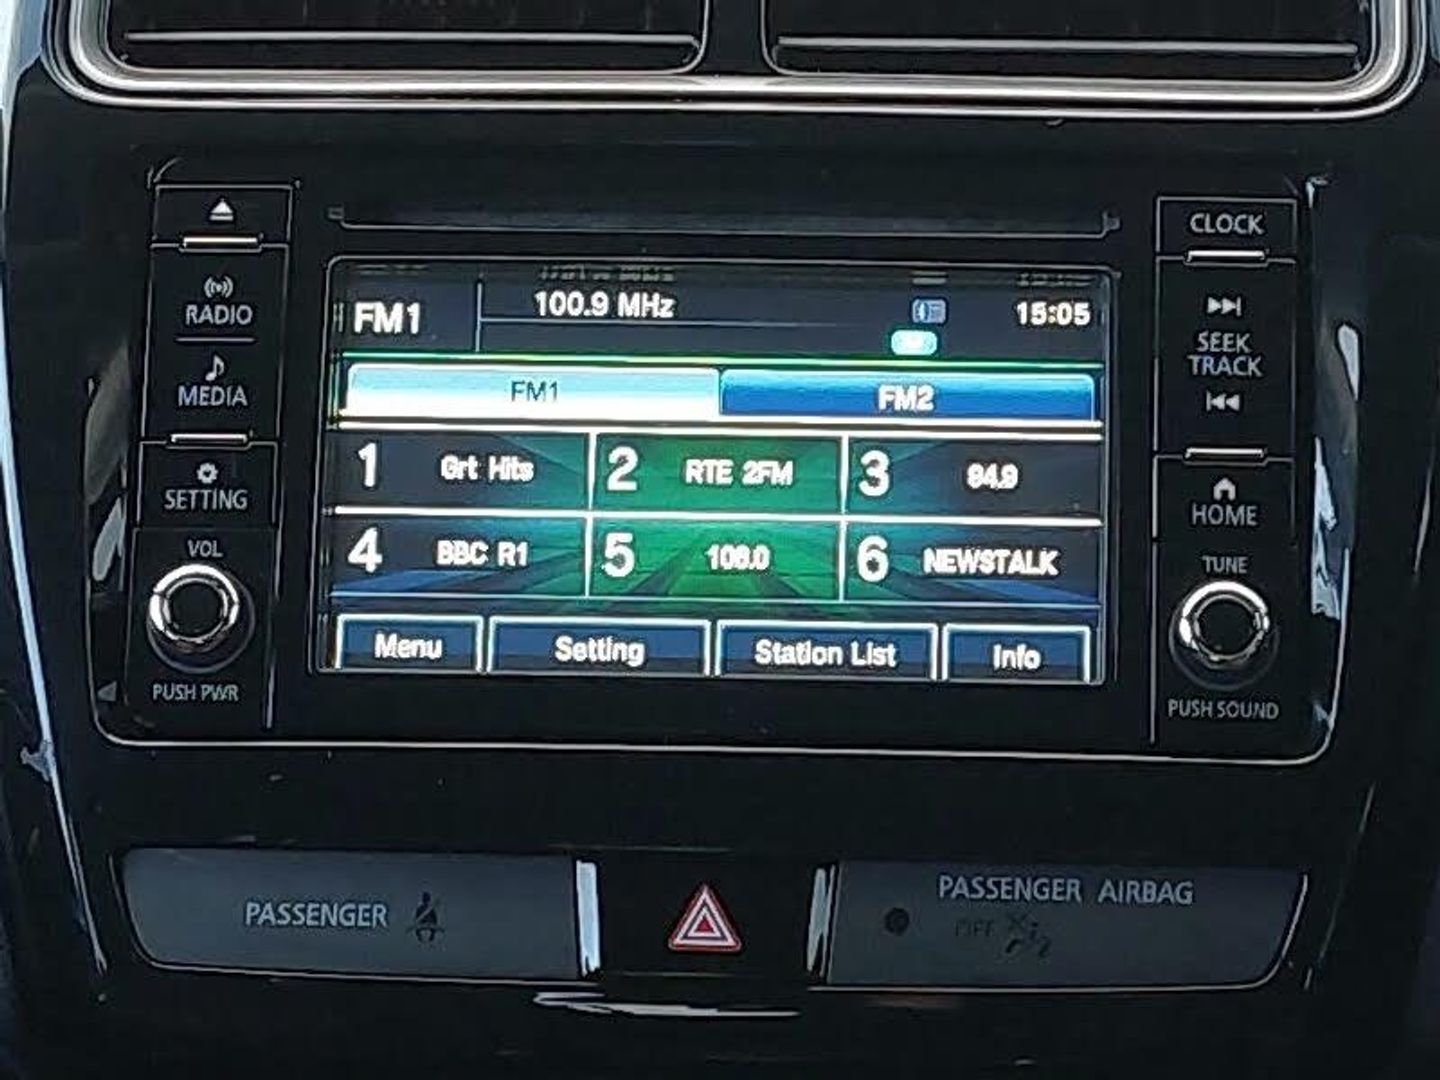 CLOCK
RADIO
MEDIA
SETTING
VOL
PUSH PWR
FM1
100.9 MHz
15:05
FM1 FM2
1 Grt Hits 2 RTE 2FM 3 94.9
4 BBC R1 5 106.0 6 NEWSTALK
Menu Setting Station List Info
SEEK
TRACK
HOME
TUNE
PUSH SOUND
PASSENGER
PASSENGER AIRBAG
OFF